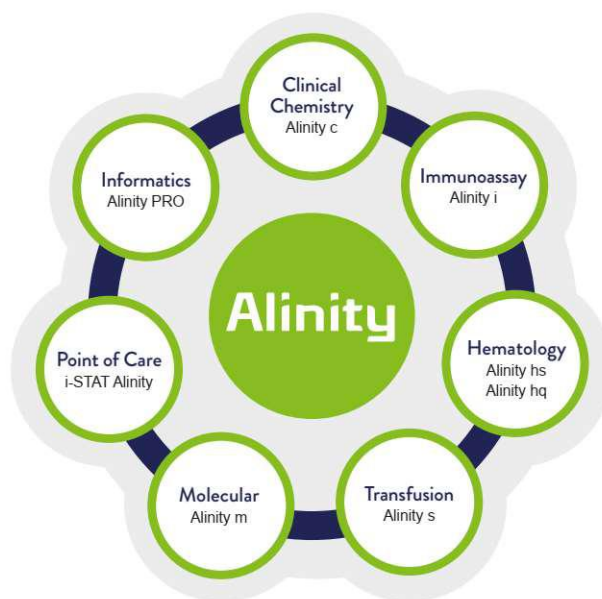 Clinical
Chemistry
Alinity c
Immunoassay
Alinity i
Hematology
Alinity hs
Alinity hq
Transfusion
Alinity s
Molecular
Alinity m
Point of Care
i-STAT Alinity
Informatics
Alinity PRO
Alinity